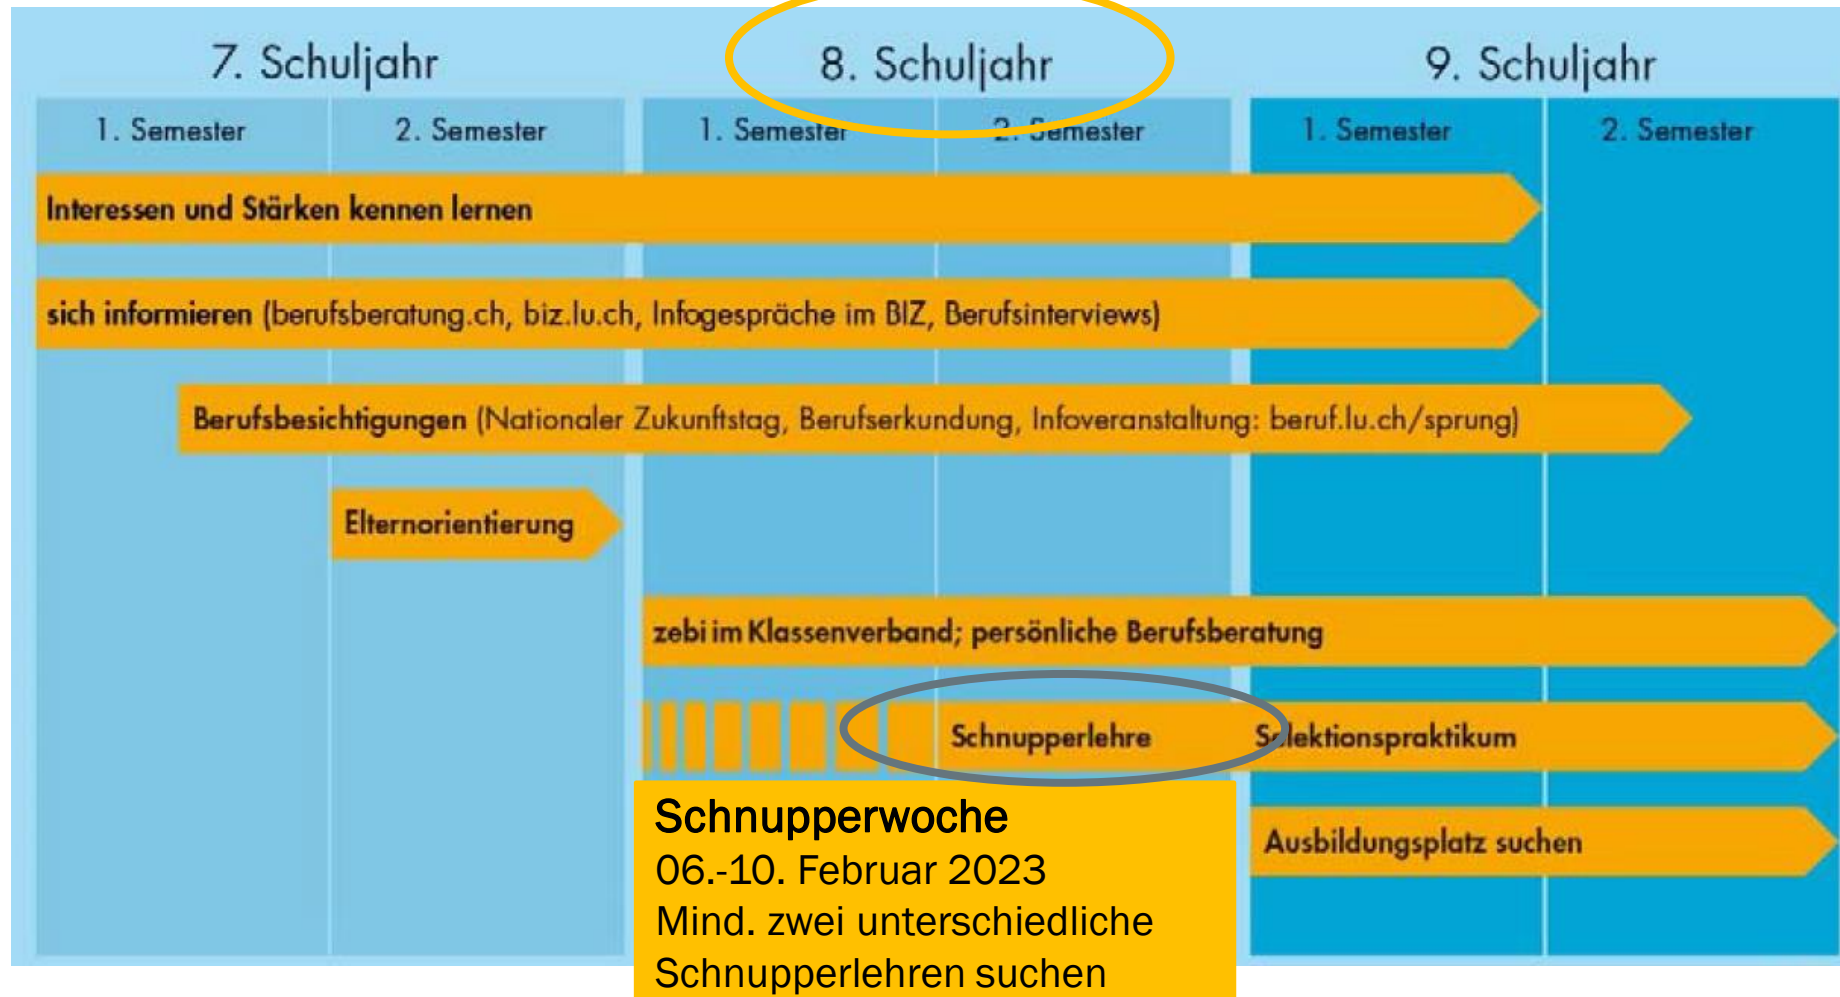 7. Schuljahr
8. Schuljahr
9. Schuljahr
1. Semester
2. Semester
1. Semester
2. Semester
1. Semester
2. Semester
Interessen und Stärken kennen lernen
sich informieren (berufsberatung.ch, biz.lu.ch, Infogespräche im BIZ, Berufsinterviews)
Berufsbesichtigungen (Nationaler Zukunftstag, Berufserkundung, Infoveranstaltung: beruf.lu.ch/sprung)
Elternorientierung
zebi im Klassenverband; persönliche Berufsberatung
Schnupperlehre
Selektionspraktikum
Schnupperwoche
06.-10. Februar 2023
Mind. zwei unterschiedliche
Schnupperlehren suchen
Ausbildungsplatz suchen